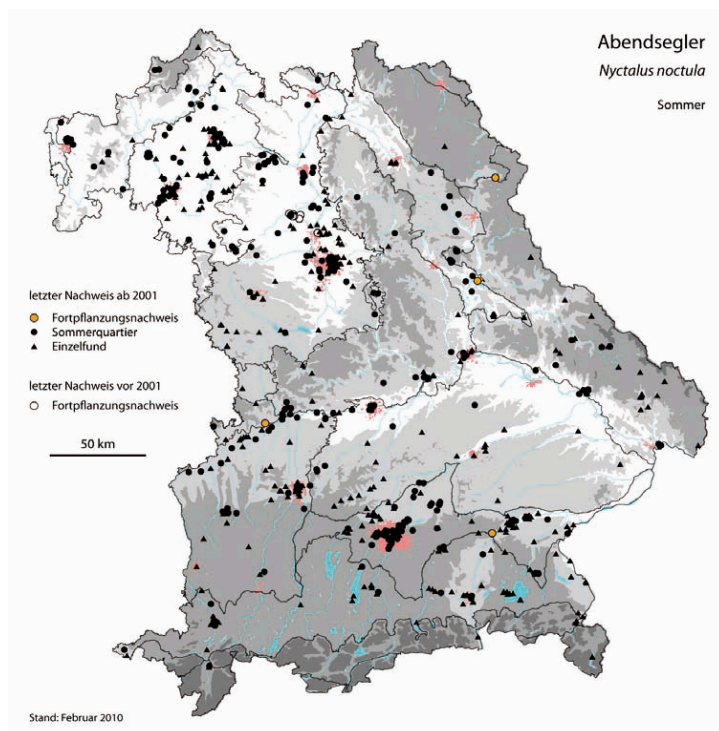 Abendsegler
Nyctalus noctula
Sommer
letzter Nachweis ab 2001
Fortpflanzungsnachweis
Sommerquartier
Einzelfund
letzter Nachweis vor 2001
Fortpflanzungsnachweis
50 km
Stand: Februar 2010